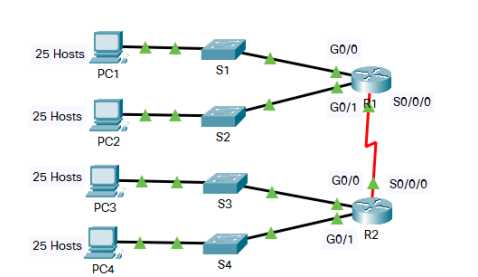 25 Hosts
PC1
S1
G0/0
R1
S0/0/0
G0/1
25 Hosts
PC2
S2
25 Hosts
PC3
S3
G0/0
S0/0/0
R2
G0/1
25 Hosts
PC4
S4